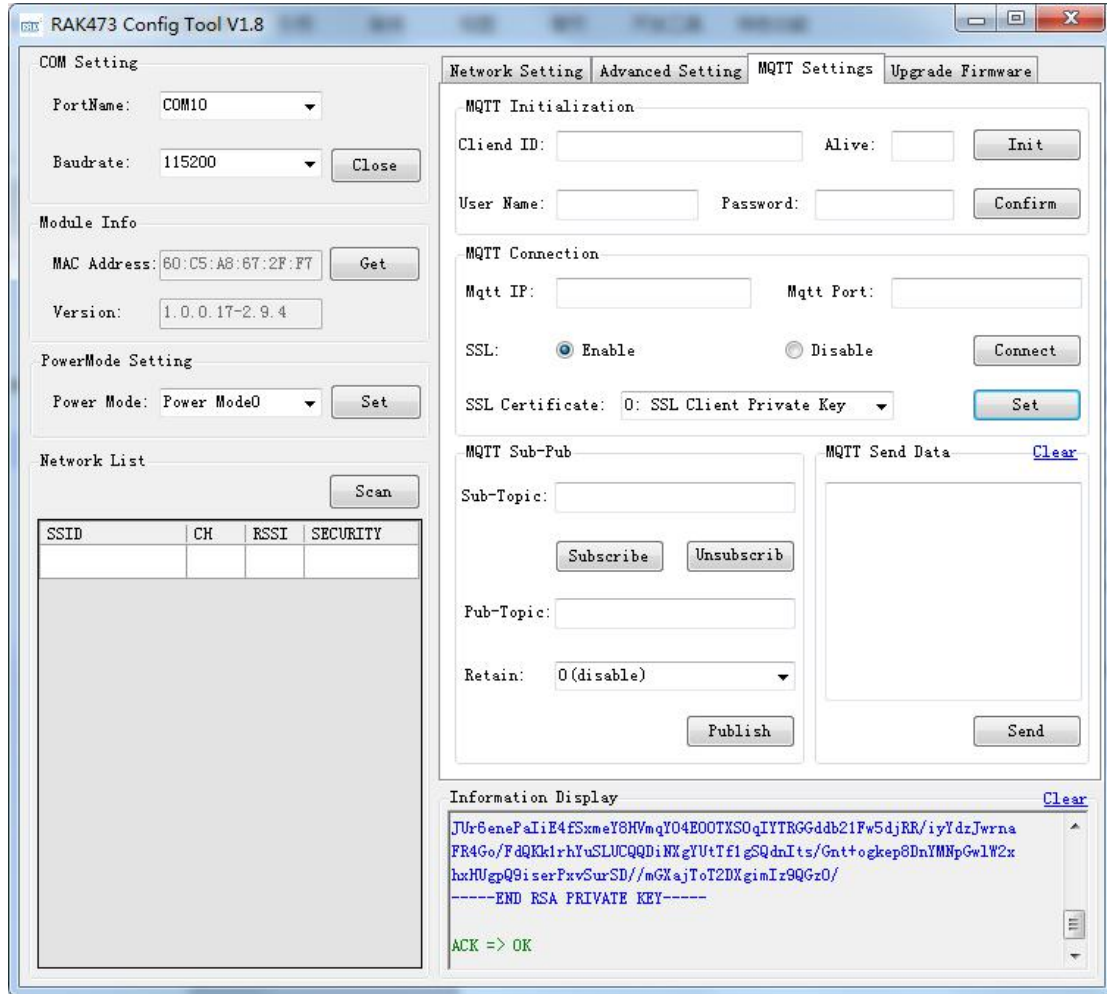 RAK473 Config Tool V1.8
COM Setting
PortName: COM10
Baudrate: 115200 Close
Module Info
MAC Address: 60:C5:A8:67:2F:F7 Get
Version: 1.0.0.17-2.9.4
PowerMode Setting
Power Mode: Power Mode0 Set
Network List
Scan
SSID CH RSSI SECURITY
Network Setting Advanced Setting MQTT Settings Upgrade Firmware
MQTT Initialization
Cliend ID: Alive: Init
User Name: Password: Confirm
MQTT Connection
Mqtt IP: Mqtt Port:
SSL: Enable Disable Connect
SSL Certificate: 0: SSL Client Private Key Set
MQTT Sub-Pub
Sub-Topic:
Subscribe Unsubscrib
Pub-Topic:
Retain: 0(disable)
Publish
MQTT Send Data Clear
Send
Information Display Clear
JUr6enePaIiE4fSxmeY8HVmqYO4EOOTXSOqIYTRGGddb21Fw5djRR/iyYdzJwrna
FR4Go/FdQKk1rhYuSLUCQQDiNXgYUtTf1gSQdnIts/Gnt+ogkep8DnYMNpGwlW2x
hxHUgpQ9iserPxvSurSD//mGXajToT2DXgimIz9QGz0/
-----END RSA PRIVATE KEY-----
ACK => OK